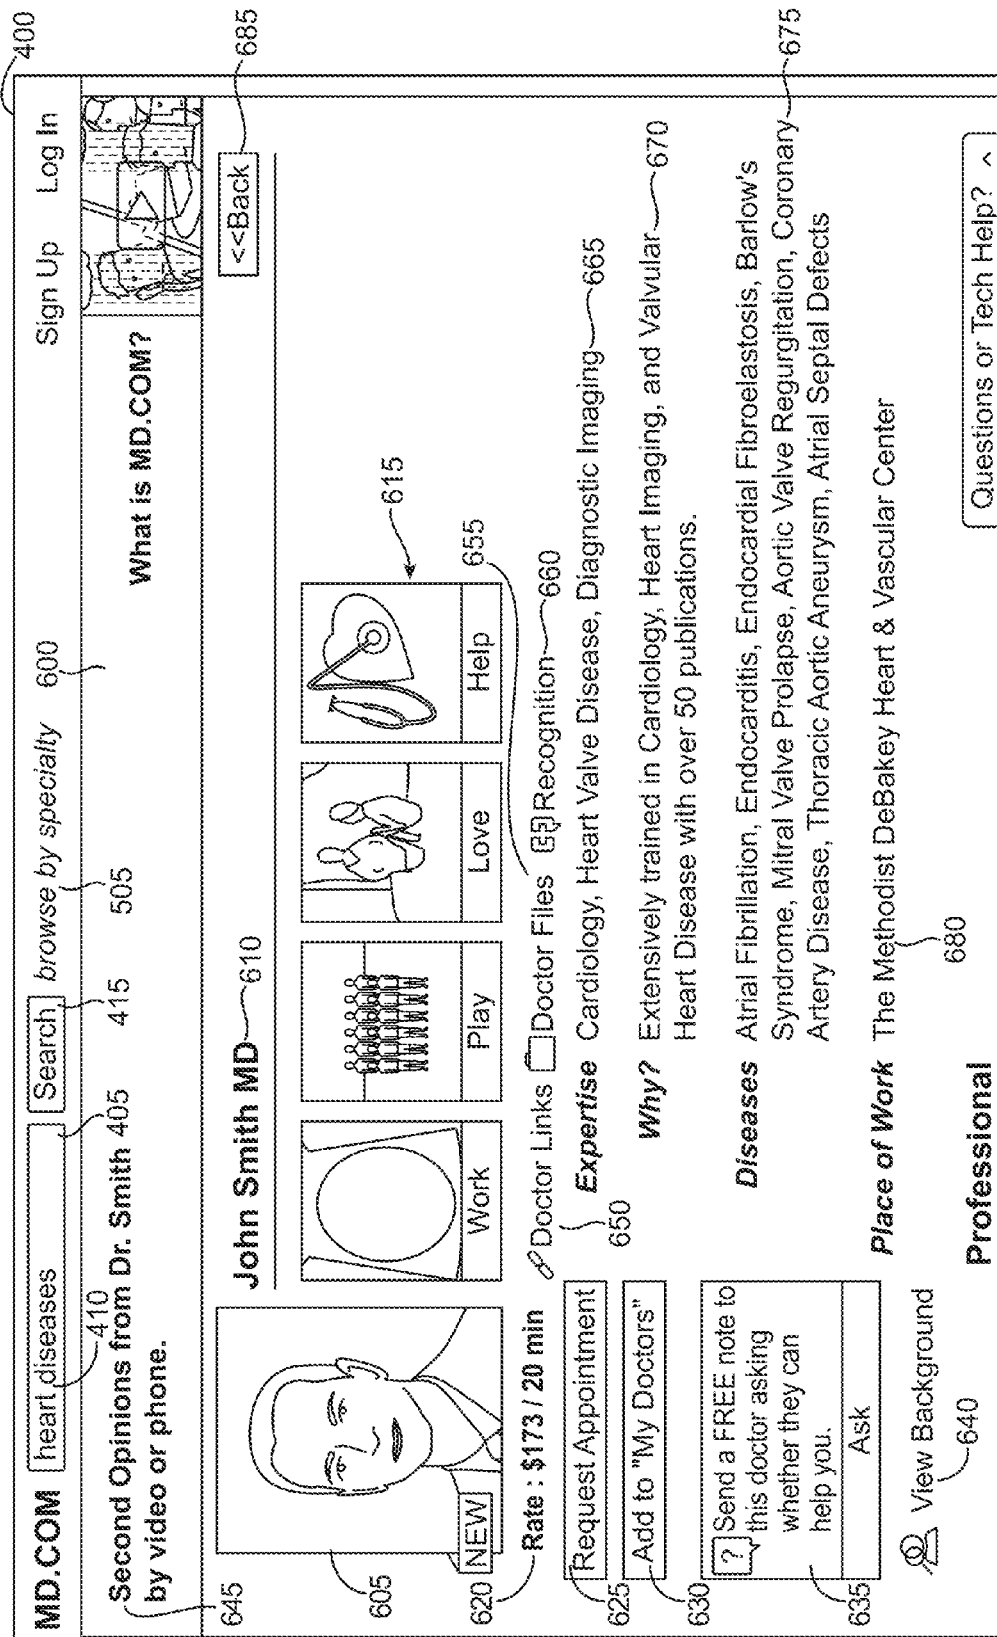 400
MD.COM heart diseases Search browse by specialty 600 Sign Up Log In
410 405 415 505
Second Opinions from Dr. Smith
by video or phone.
What is MD.COM?
645
John Smith MD 610
<<Back 685
605
NEW
Work Play Love Help 615
620 Rate : $173 / 20 min
655
Doctor Links Doctor Files Recognition 660
650
625 Request Appointment
630 Add to "My Doctors"
? Send a FREE note to
this doctor asking
whether they can
help you.
635
Ask
View Background
640
Expertise Cardiology, Heart Valve Disease, Diagnostic Imaging 665
Why? Extensively trained in Cardiology, Heart Imaging, and Valvular 670
Heart Disease with over 50 publications.
Diseases Atrial Fibrillation, Endocarditis, Endocardial Fibroelastosis, Barlow's
Syndrome, Mitral Valve Prolapse, Aortic Valve Regurgitation, Coronary 675
Artery Disease, Thoracic Aortic Aneurysm, Atrial Septal Defects
Place of Work The Methodist DeBakey Heart & Vascular Center
680
Professional
Questions or Tech Help? ^